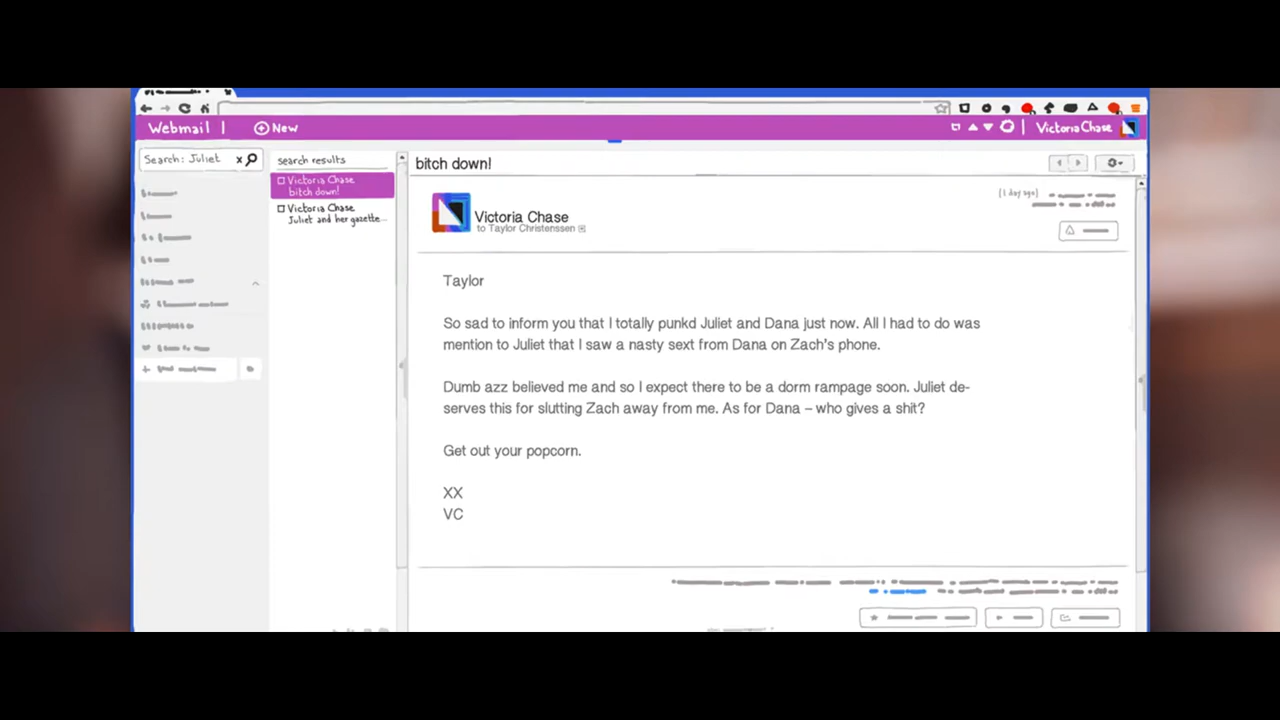 Webmail |
New
Victoria Chase
Search: Juliet x
search results
Victoria Chase
bitch down!
Victoria Chase
Juliet and her gazette...
bitch down!
[1 day ago]
Victoria Chase
to Taylor Christenssen
Taylor
So sad to inform you that I totally punkd Juliet and Dana just now. All I had to do was
mention to Juliet that I saw a nasty sext from Dana on Zach's phone.
Dumb azz believed me and so I expect there to be a dorm rampage soon. Juliet de-
serves this for slutting Zach away from me. As for Dana – who gives a shit?
Get out your popcorn.
XX
VC